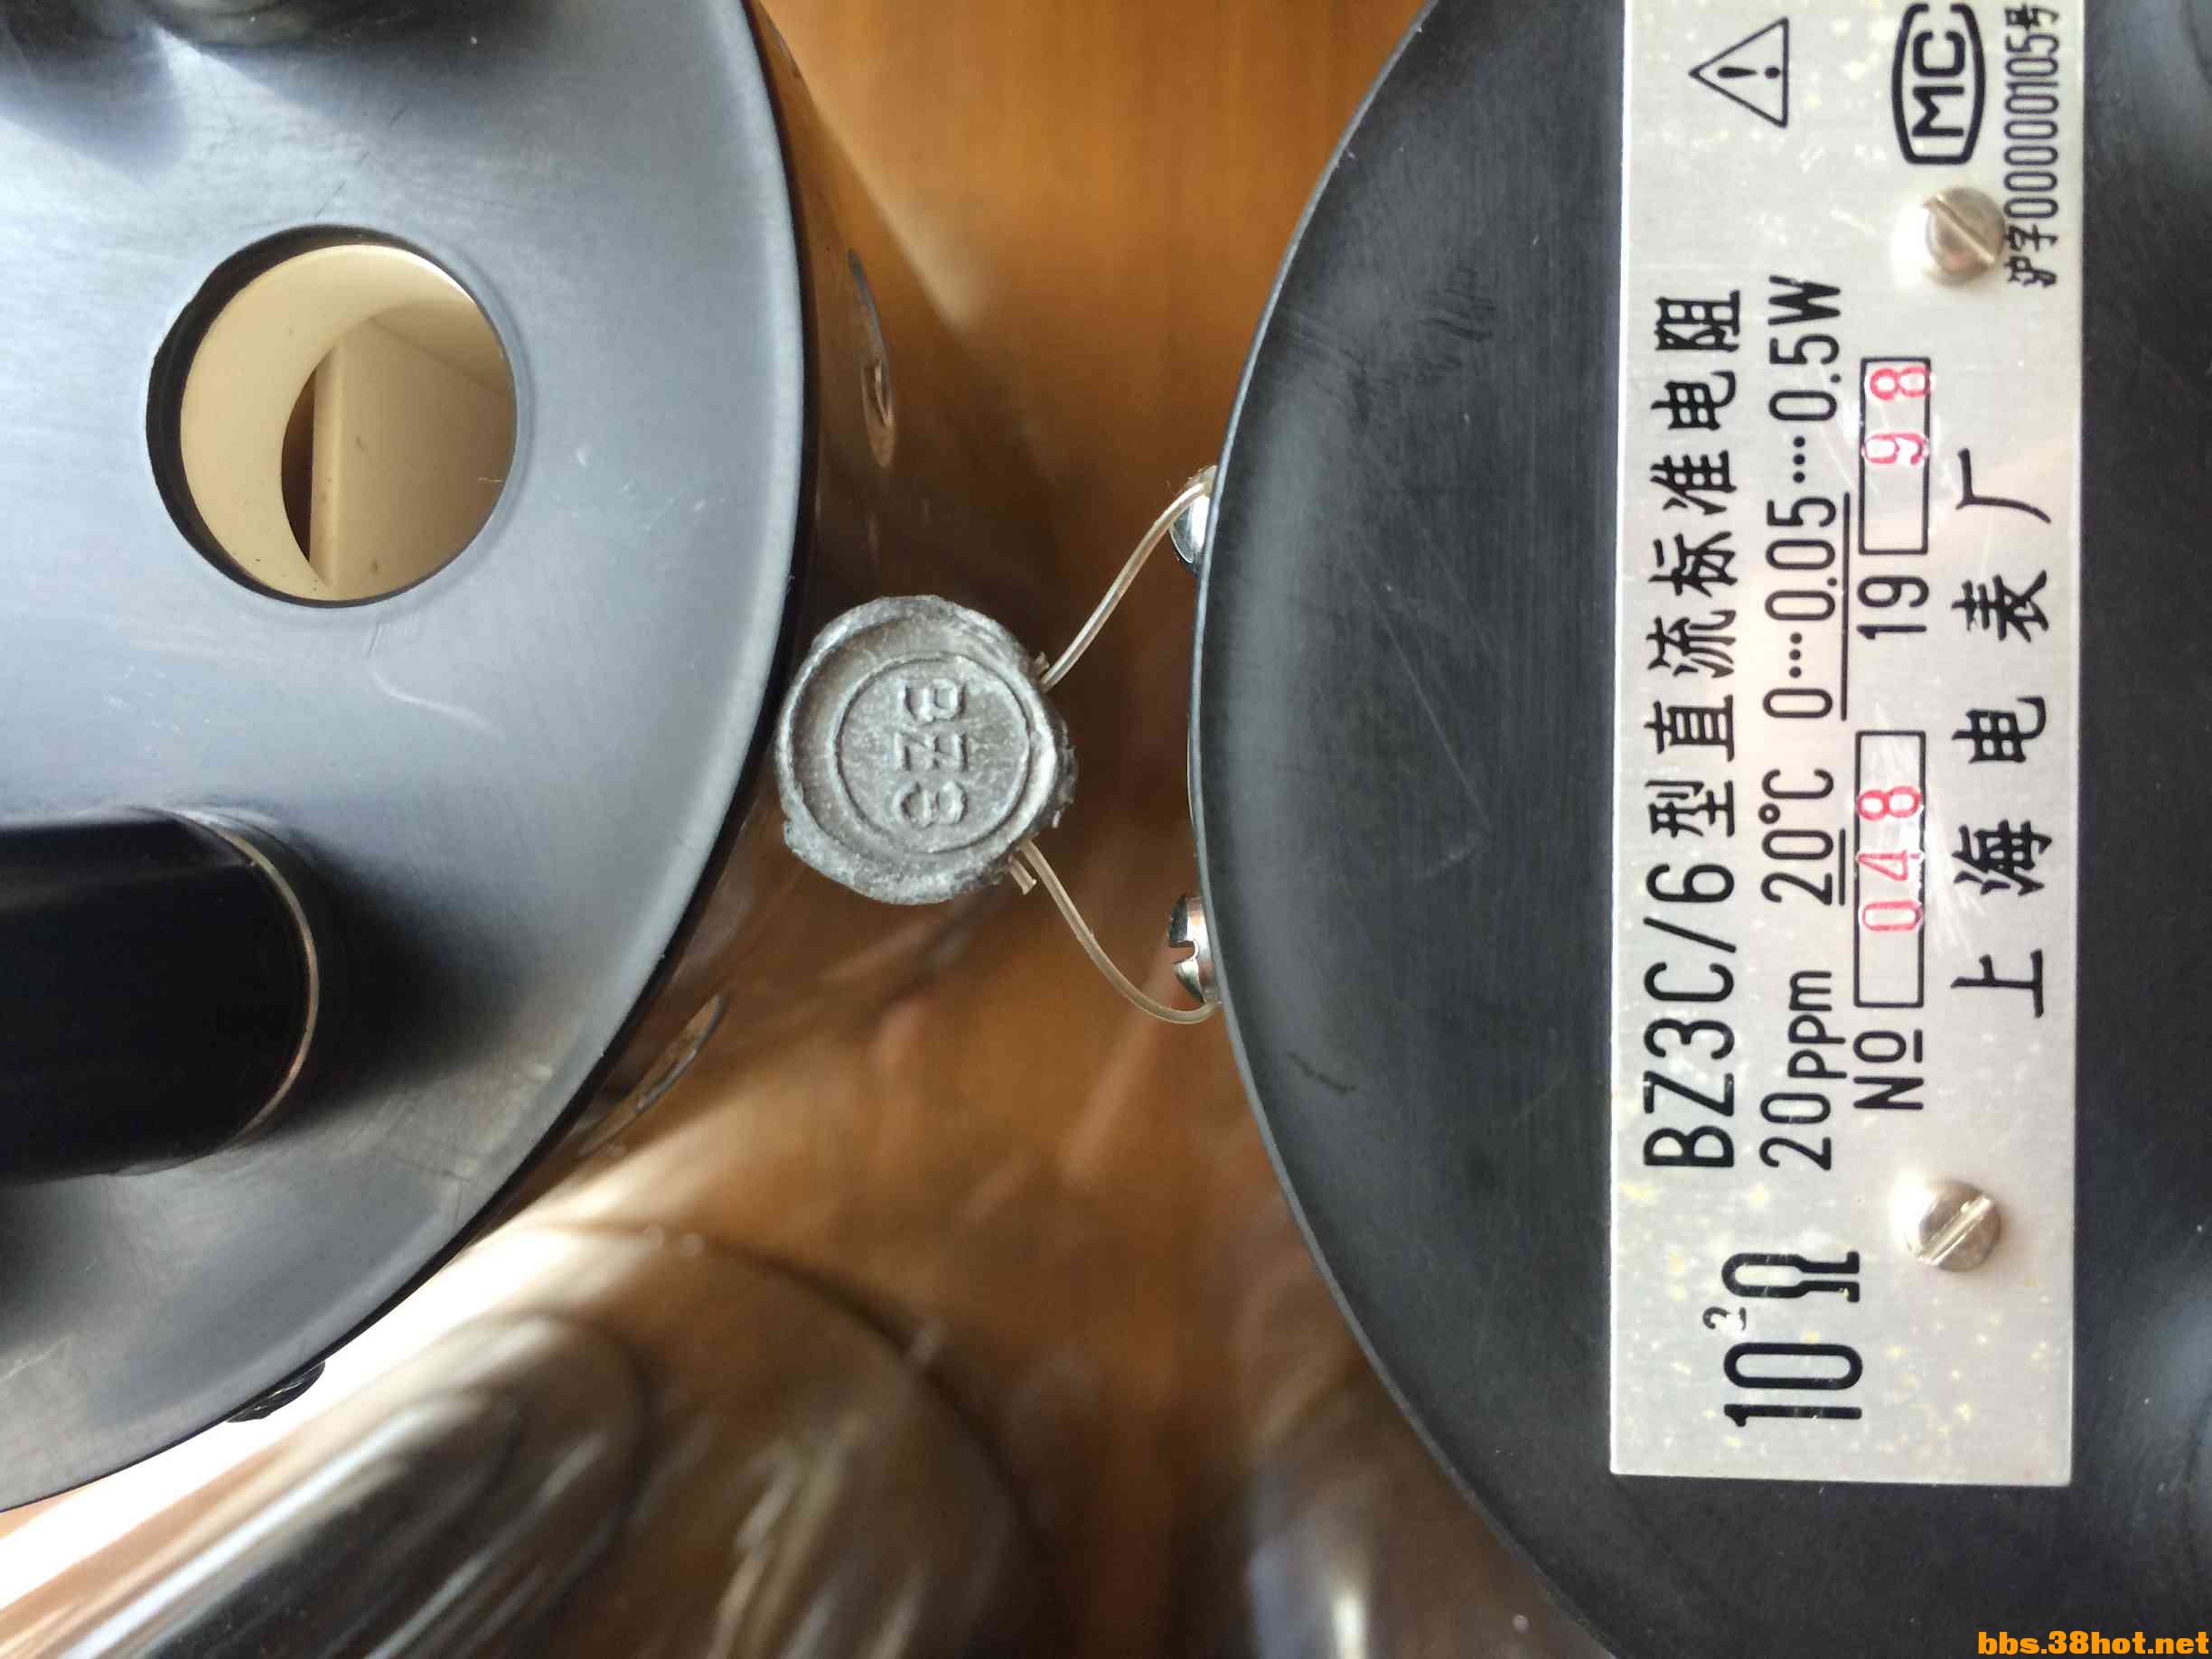 10²Ω
BZ3C/6型直流标准电阻
20ppm 20°C 0····0.05····0.5W
№ 048 1998
上海电表厂
MC
沪字00000105号
BZ3
bbs.38hot.net